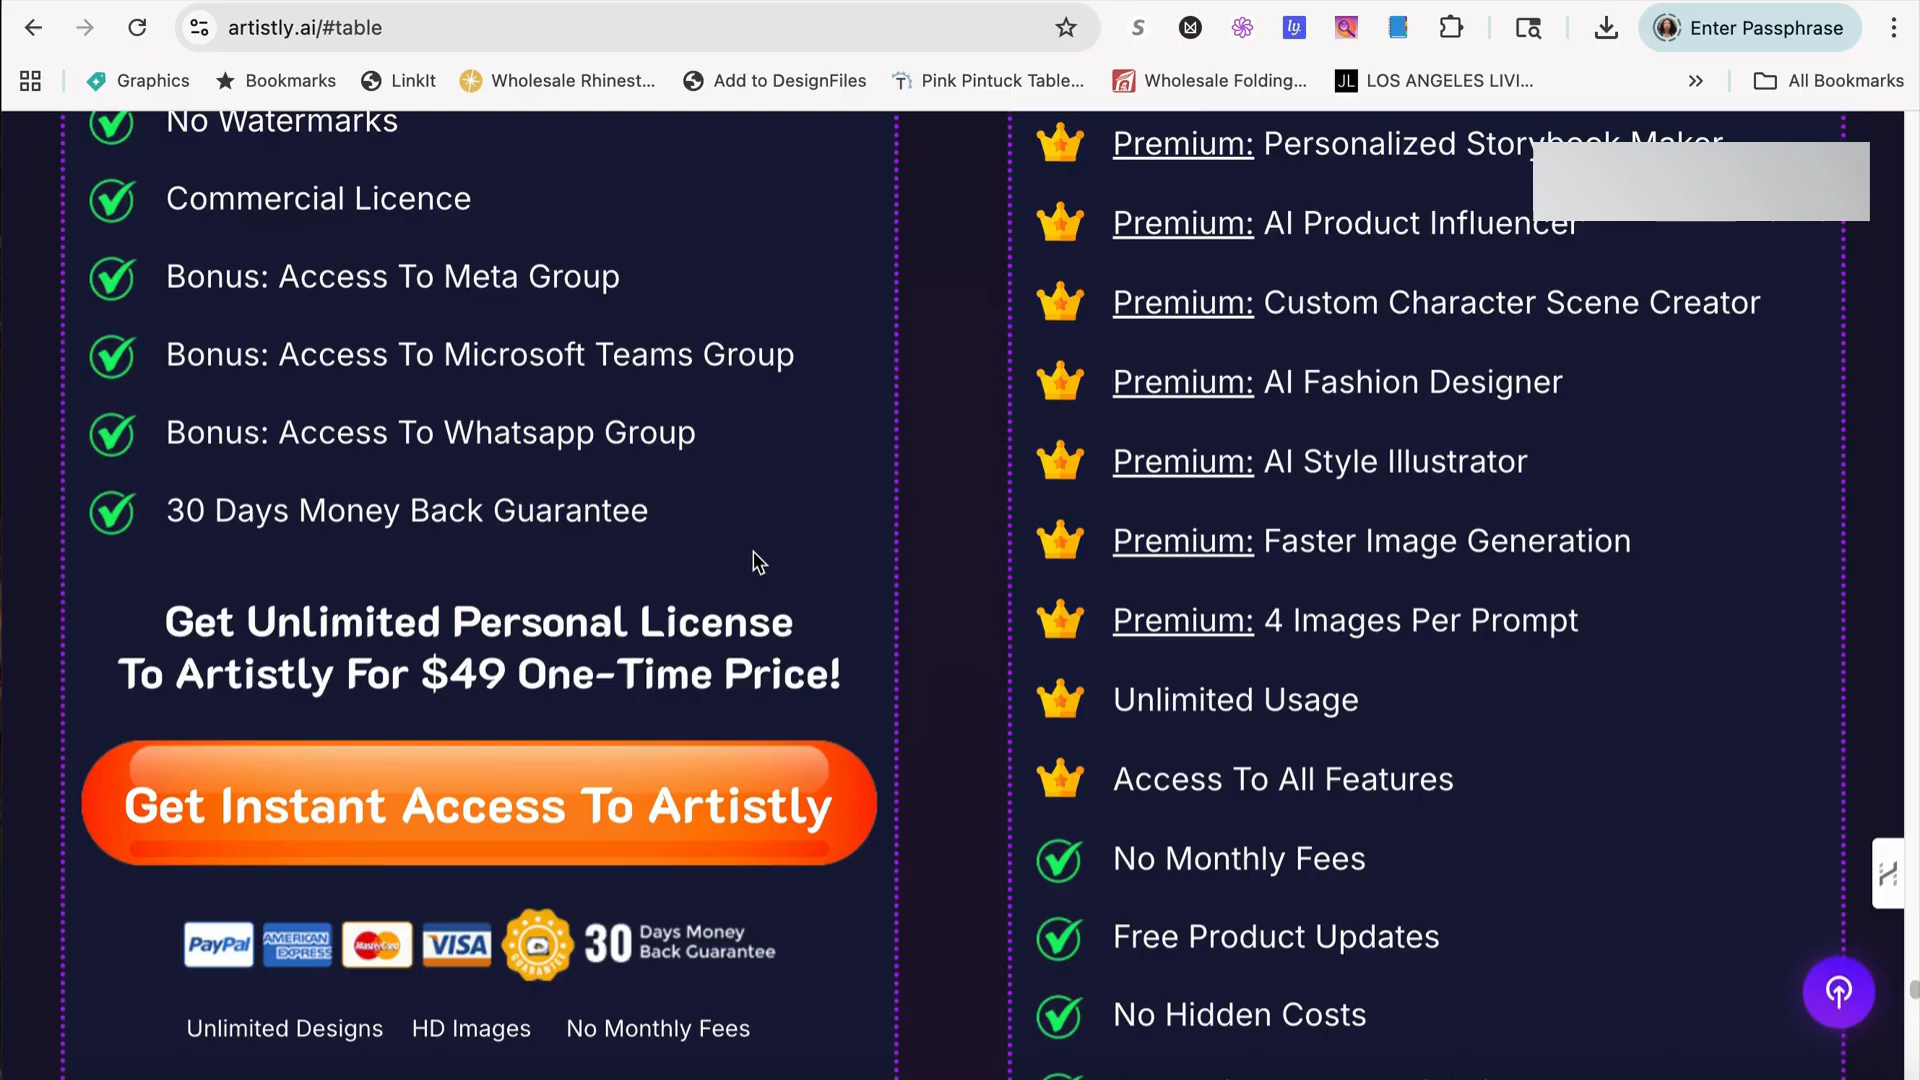 artistly.ai/#table
S
ly.
Enter Passphrase
Graphics
Bookmarks
LinkIt
Wholesale Rhinest...
Add to DesignFiles
T
Pink Pintuck Table...
Wholesale Folding...
JL
LOS ANGELES LIVI...
»
All Bookmarks
No Watermarks
Commercial Licence
Bonus: Access To Meta Group
Bonus: Access To Microsoft Teams Group
Bonus: Access To Whatsapp Group
30 Days Money Back Guarantee
Get Unlimited Personal License
To Artistly For $49 One-Time Price!
Get Instant Access To Artistly
PayPal
AMERICAN EXPRESS
MasterCard
VISA
GUARANTEE
30 Days Money
Back Guarantee
Unlimited Designs HD Images No Monthly Fees
Premium: Personalized Storybook Maker
Premium: AI Product Influencer
Premium: Custom Character Scene Creator
Premium: AI Fashion Designer
Premium: AI Style Illustrator
Premium: Faster Image Generation
Premium: 4 Images Per Prompt
Unlimited Usage
Access To All Features
No Monthly Fees
Free Product Updates
No Hidden Costs